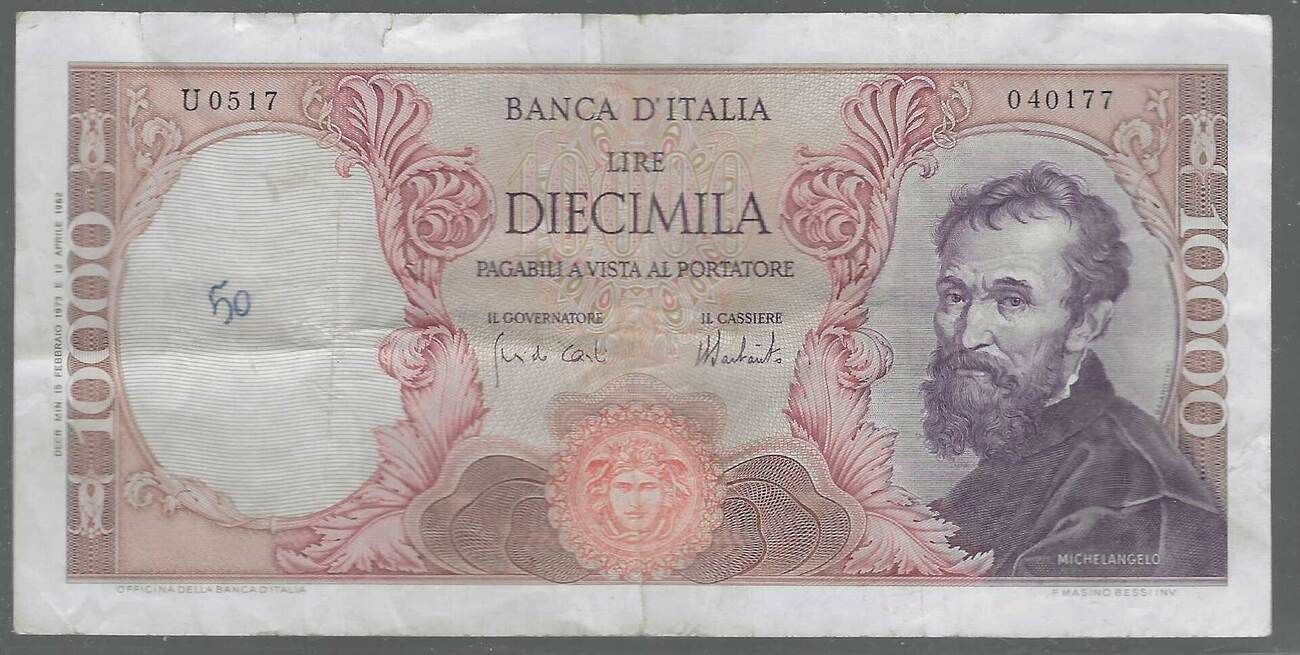 U 0517
BANCA D'ITALIA
040177
LIRE
DIECIMILA
PAGABILI A VISTA AL PORTATORE
IL GOVERNATORE IL CASSIERE
50
10000
10000
DECR. MIN. 15 FEBBRAIO 1973 E 12 APRILE 1962
MICHELANGELO
OFFICINA DELLA BANCA D'ITALIA
F. MASINO BESSI INV.